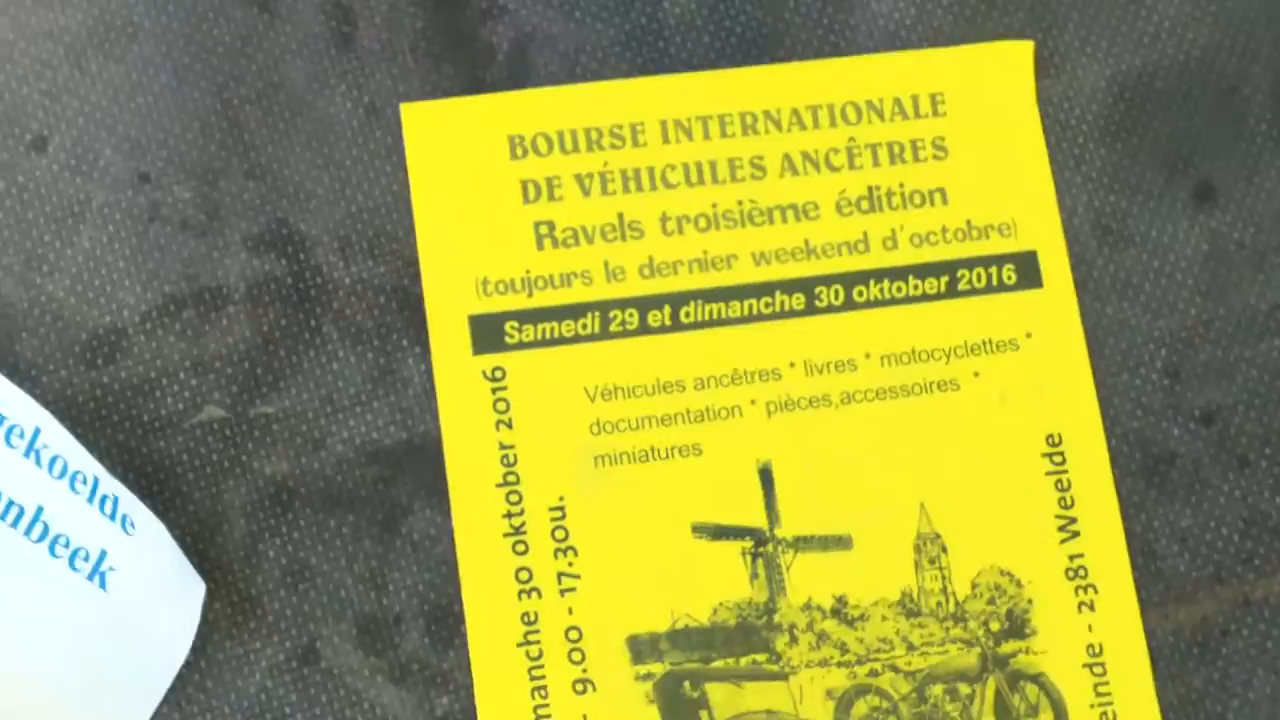 BOURSE INTERNATIONALE
DE VÉHICULES ANCÊTRES
Ravels troisième édition
(toujours le dernier weekend d'octobre)
Samedi 29 et dimanche 30 oktober 2016
Véhicules ancêtres * livres * motocyclettes *
documentation * pièces,accessoires *
miniatures
manche 30 oktober 2016
- 9.00 - 17.30u.
einde - 2381 Weelde
gekoelde
nbeek